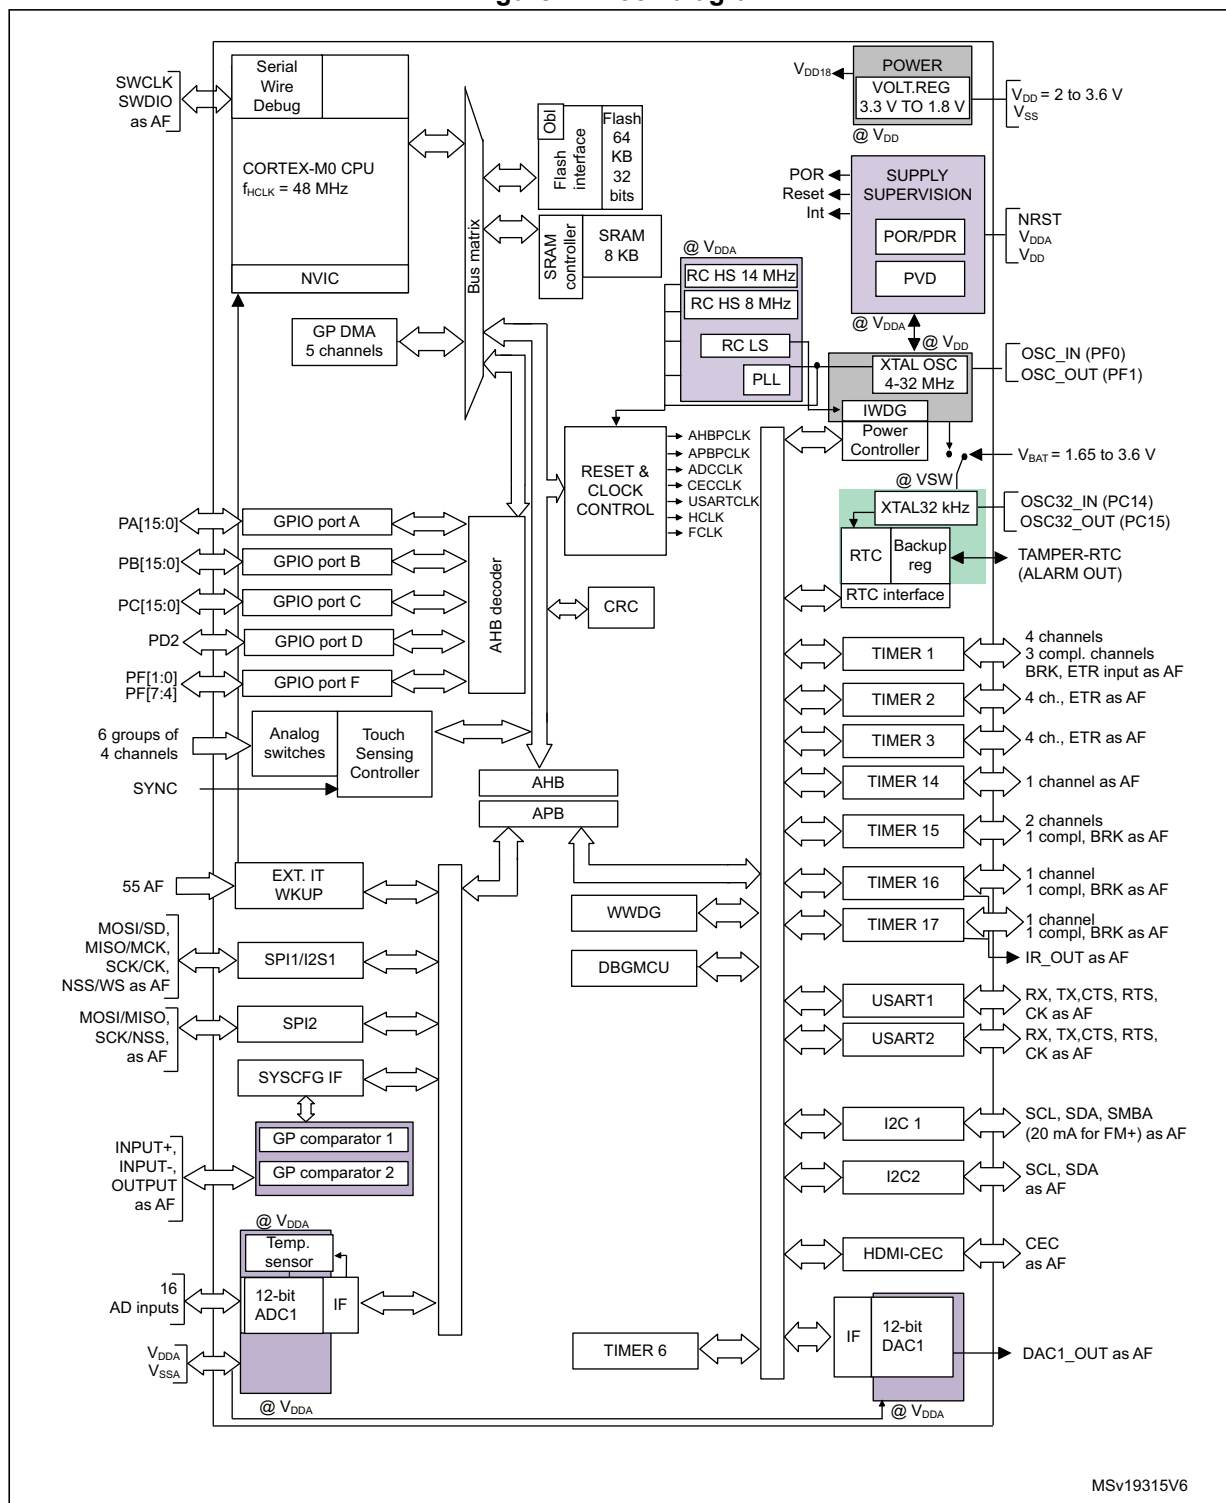 SWCLK
SWDIO
as AF
Serial
Wire
Debug
CORTEX-M0 CPU
fHCLK = 48 MHz
NVIC
Bus matrix
Obl
Flash
interface
Flash
64
KB
32
bits
SRAM
controller
SRAM
8 KB
GP DMA
5 channels
POWER
VOLT.REG
3.3 V TO 1.8 V
VDD18
@ VDD
VDD = 2 to 3.6 V
VSS
SUPPLY
SUPERVISION
POR
Reset
Int
POR/PDR
PVD
NRST
VDDA
VDD
@ VDDA
@ VDDA
RC HS 14 MHz
RC HS 8 MHz
RC LS
PLL
@ VDD
XTAL OSC
4-32 MHz
OSC_IN (PF0)
OSC_OUT (PF1)
IWDG
Power
Controller
VBAT = 1.65 to 3.6 V
@ VSW
RESET &
CLOCK
CONTROL
AHBPCLK
APBPCLK
ADCCLK
CECCLK
USARTCLK
HCLK
FCLK
XTAL32 kHz
OSC32_IN (PC14)
OSC32_OUT (PC15)
RTC
Backup
reg
RTC interface
TAMPER-RTC
(ALARM OUT)
PA[15:0]
GPIO port A
PB[15:0]
GPIO port B
PC[15:0]
GPIO port C
PD2
GPIO port D
PF[1:0]
PF[7:4]
GPIO port F
AHB decoder
CRC
6 groups of
4 channels
SYNC
Analog
switches
Touch
Sensing
Controller
AHB
APB
TIMER 1
4 channels
3 compl. channels
BRK, ETR input as AF
TIMER 2
4 ch., ETR as AF
TIMER 3
4 ch., ETR as AF
TIMER 14
1 channel as AF
TIMER 15
2 channels
1 compl, BRK as AF
TIMER 16
1 channel
1 compl, BRK as AF
TIMER 17
1 channel
1 compl, BRK as AF
IR_OUT as AF
55 AF
EXT. IT
WKUP
WWDG
DBGMCU
MOSI/SD,
MISO/MCK,
SCK/CK,
NSS/WS as AF
SPI1/I2S1
MOSI/MISO,
SCK/NSS,
as AF
SPI2
SYSCFG IF
USART1
RX, TX,CTS, RTS,
CK as AF
USART2
RX, TX,CTS, RTS,
CK as AF
INPUT+,
INPUT-,
OUTPUT
as AF
GP comparator 1
GP comparator 2
I2C 1
SCL, SDA, SMBA
(20 mA for FM+) as AF
I2C2
SCL, SDA
as AF
@ VDDA
Temp.
sensor
16
AD inputs
12-bit
ADC1
IF
HDMI-CEC
CEC
as AF
VDDA
VSSA
@ VDDA
TIMER 6
IF
12-bit
DAC1
DAC1_OUT as AF
@ VDDA
MSv19315V6